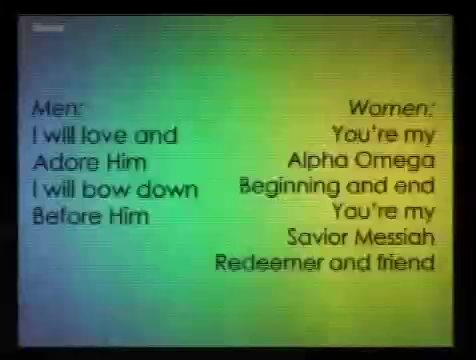 Men:
I will love and
Adore Him
I will bow down
Before Him
Women:
You're my
Alpha Omega
Beginning and end
You're my
Savior Messiah
Redeemer and friend